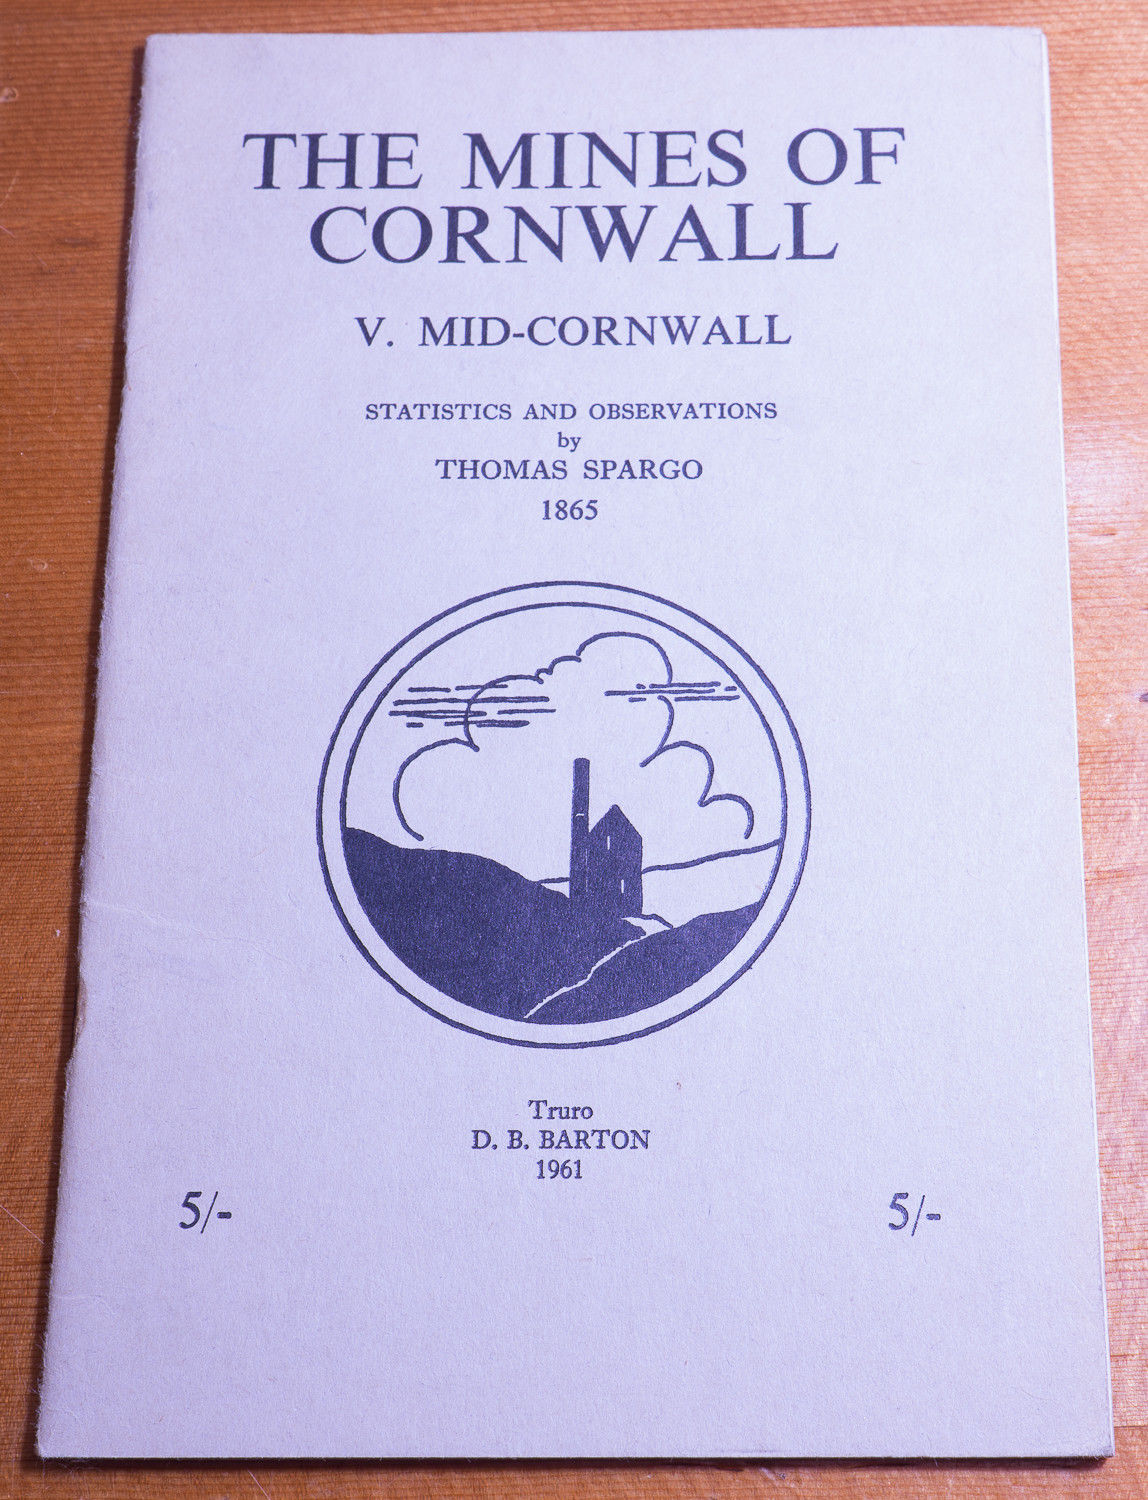 THE MINES OF
CORNWALL
V. MID-CORNWALL
STATISTICS AND OBSERVATIONS
by
THOMAS SPARGO
1865
Truro
D. B. BARTON
1961
5/-
5/-